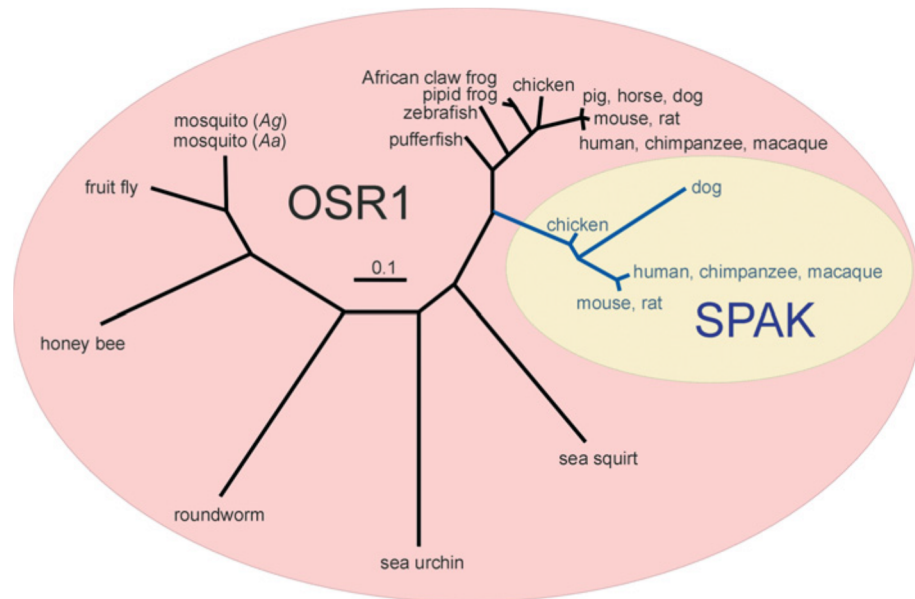 African claw frog
pipid frog
zebrafish
pufferfish
chicken
pig, horse, dog
mouse, rat
human, chimpanzee, macaque
mosquito (Ag)
mosquito (Aa)
fruit fly
OSR1
0.1
honey bee
dog
chicken
human, chimpanzee, macaque
mouse, rat
SPAK
sea squirt
roundworm
sea urchin